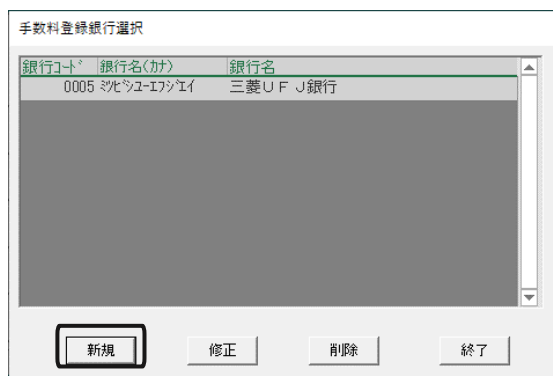 手数料登録銀行選択
銀行ｺｰﾄﾞ 銀行名(ｶﾅ) 銀行名
0005 ﾐﾂﾋﾞｼﾕｰｴﾌｼﾞｴｲ 三菱ＵＦＪ銀行
新規 修正 削除 終了